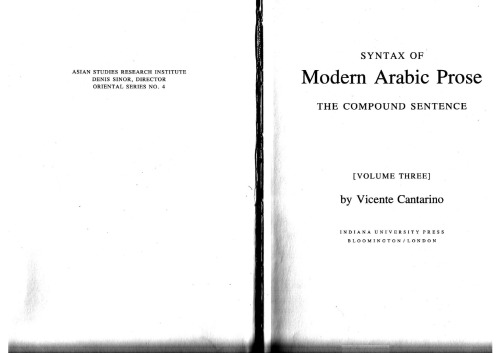 ASIAN STUDIES RESEARCH INSTITUTE
DENIS SINOR, DIRECTOR
ORIENTAL SERIES NO. 4
SYNTAX OF
Modern Arabic Prose
THE COMPOUND SENTENCE
[VOLUME THREE]
by Vicente Cantarino
INDIANA UNIVERSITY PRESS
BLOOMINGTON/LONDON